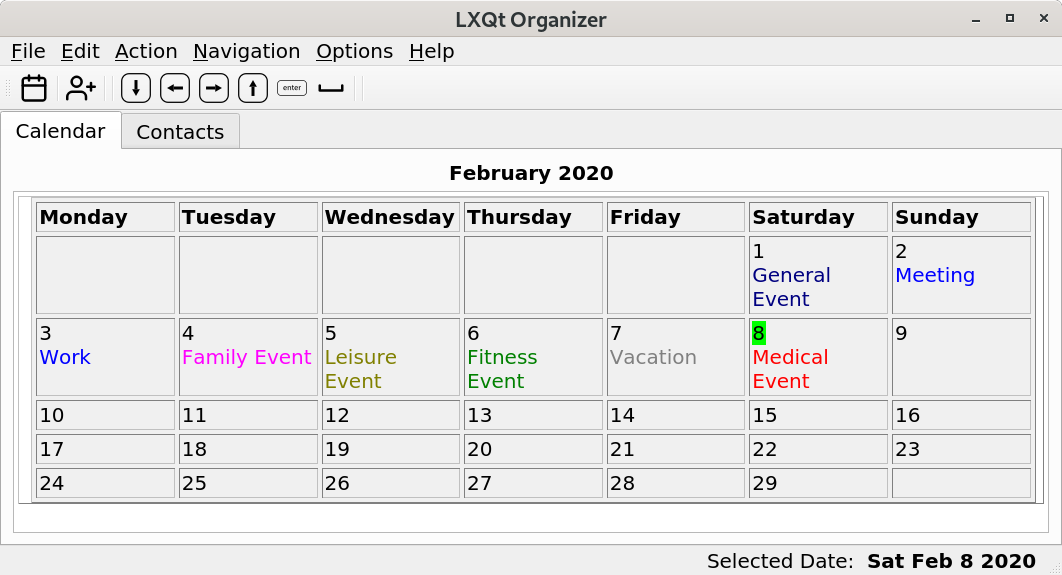 LXQt Organizer
File Edit Action Navigation Options Help
enter
Calendar Contacts
February 2020
Monday Tuesday Wednesday Thursday Friday Saturday Sunday
1 2
General Event Meeting
3 4 5 6 7 8 9
Work Family Event Leisure Event Fitness Event Vacation Medical Event
10 11 12 13 14 15 16
17 18 19 20 21 22 23
24 25 26 27 28 29
Selected Date: Sat Feb 8 2020